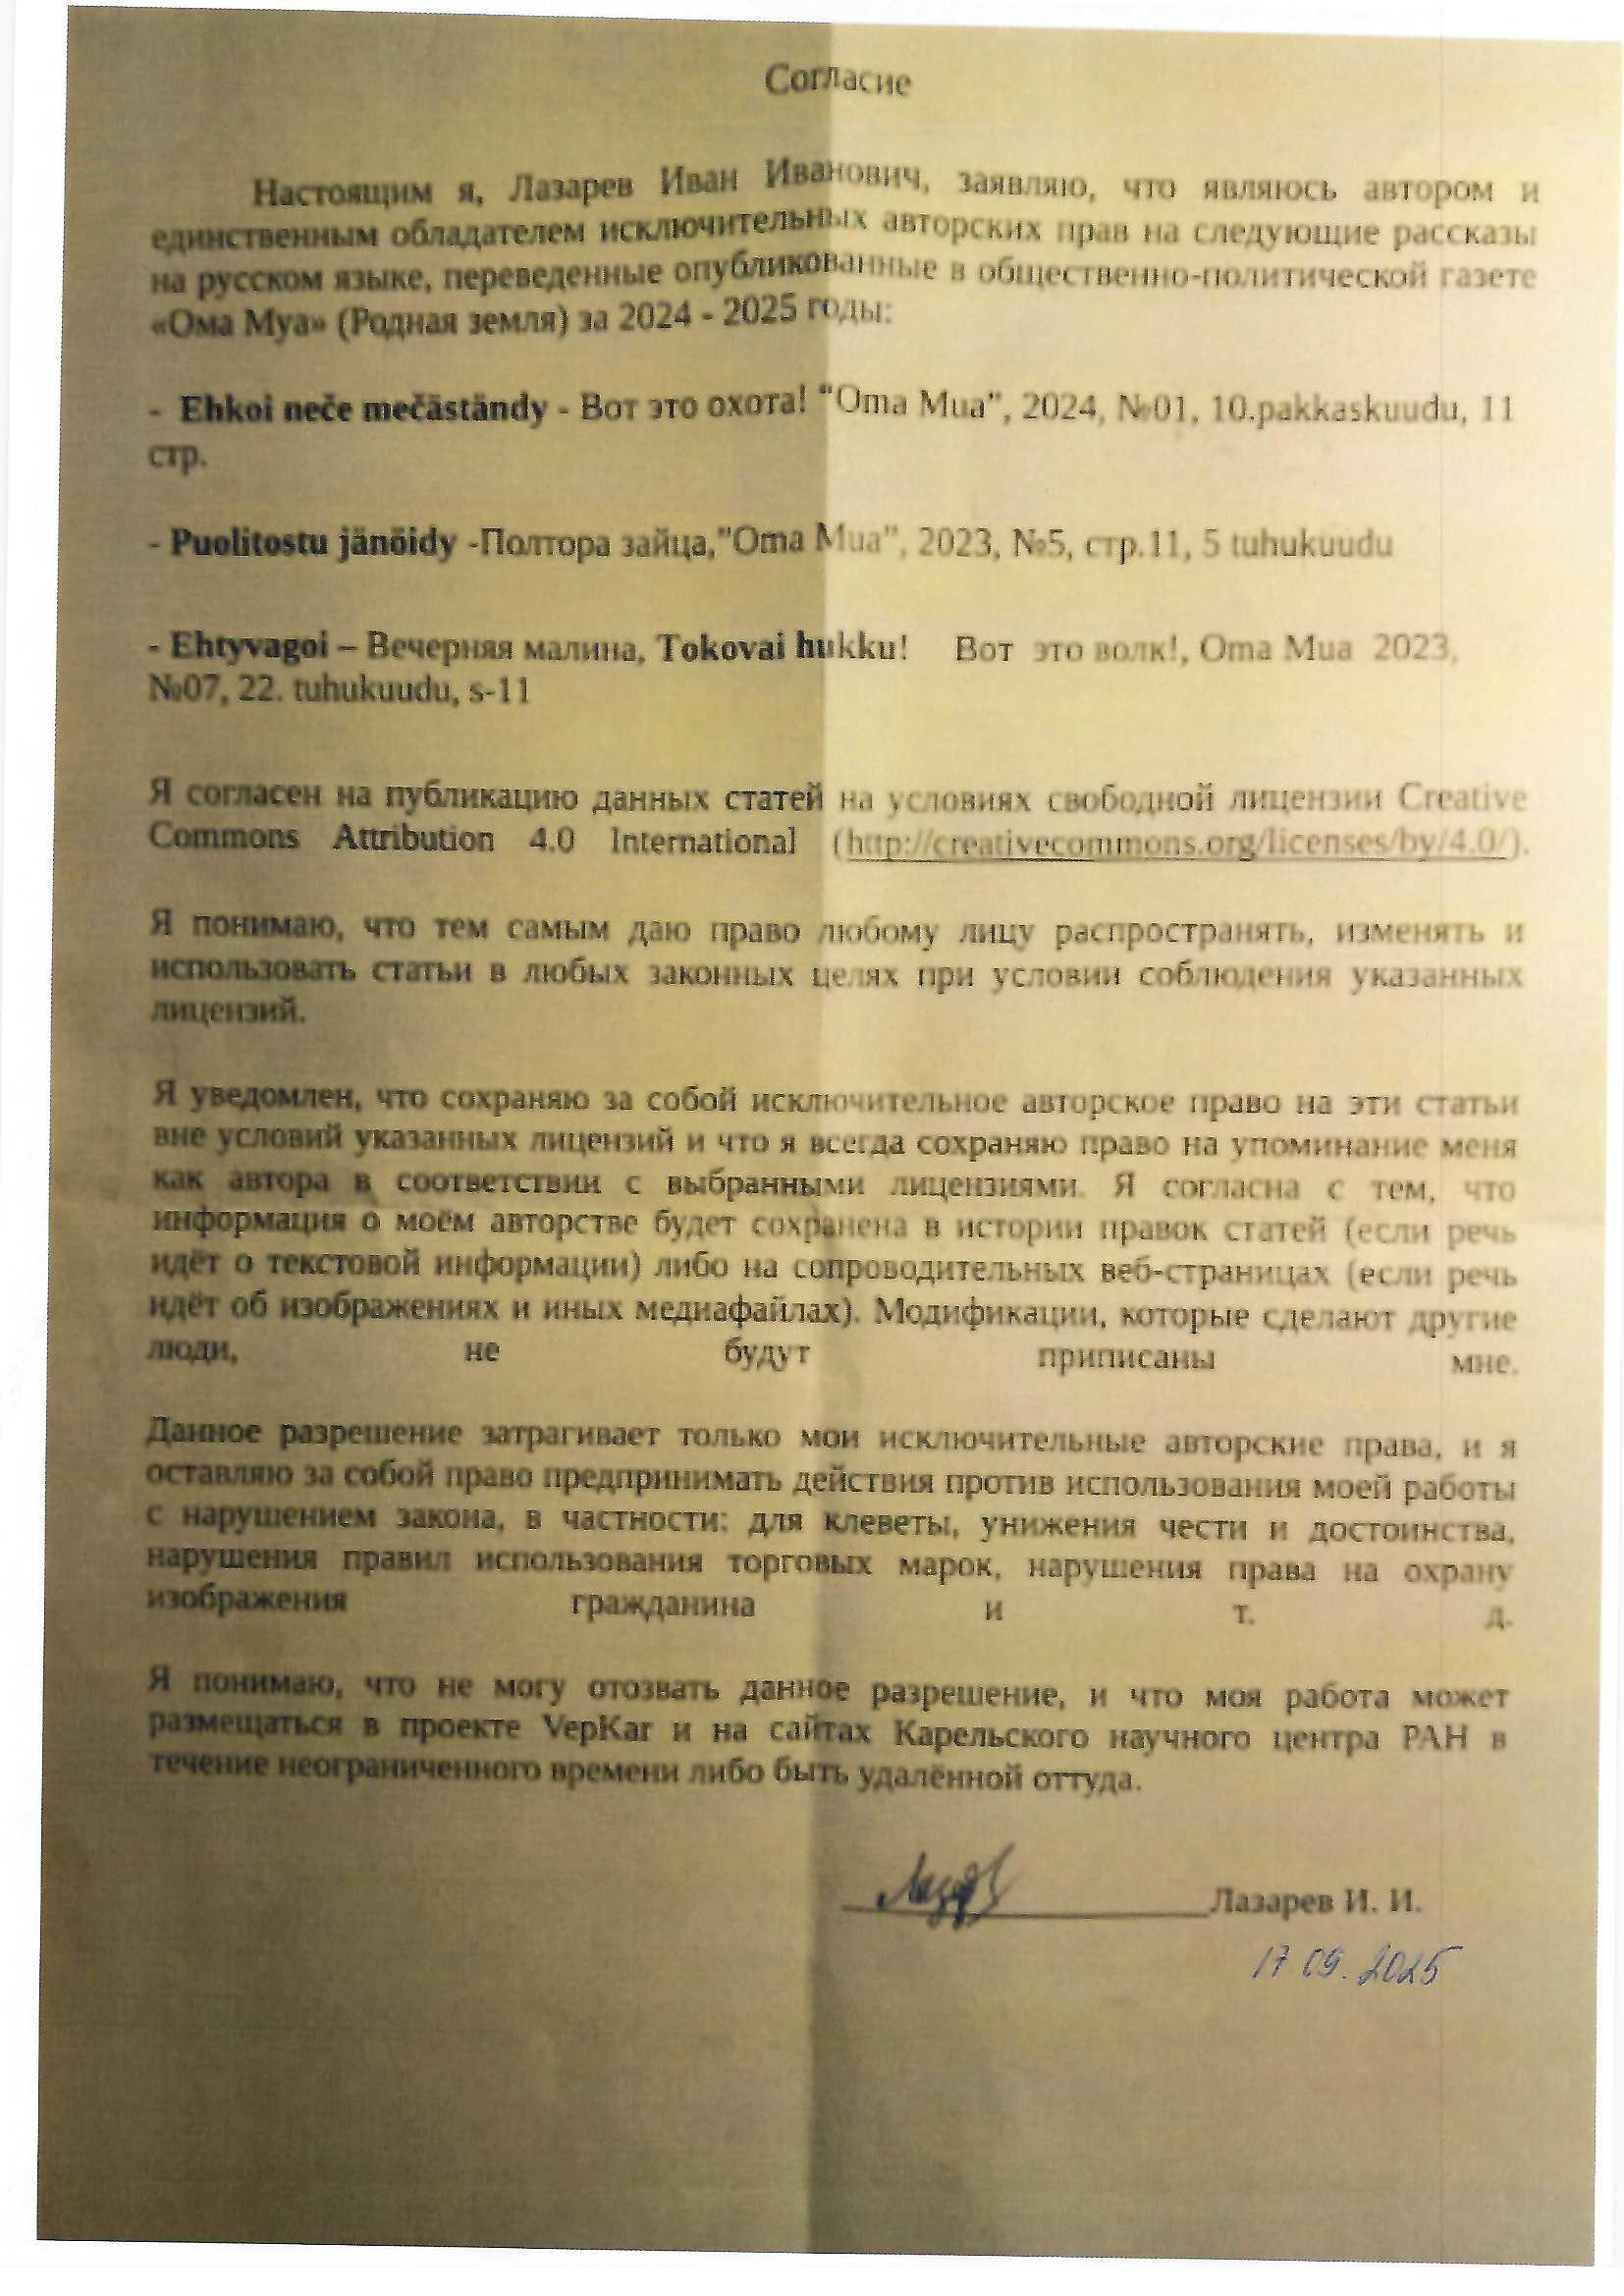 Согласие
Настоящим я, Лазарев Иван Иванович, заявляю, что являюсь автором и
единственным обладателем исключительных авторских прав на следующие рассказы
на русском языке, переведенные опубликованные в общественно-политической газете
«Ома Муа» (Родная земля) за 2024 - 2025 годы:
- Ehkoi neče mečäständy - Вот это охота! "Oma Mua", 2024, №01, 10.pakkaskuudu, 11
стр.
- Puolitostu jänöidy -Полтора зайца,"Oma Mua", 2023, №5, стр.11, 5 tuhukuudu
- Ehtyvagoi – Вечерняя малина, Tokovai hukku! Вот это волк!, Oma Mua 2023,
№07, 22. tuhukuudu, s-11
Я согласен на публикацию данных статей на условиях свободной лицензии Creative
Commons Attribution 4.0 International (http://creativecommons.org/licenses/by/4.0/).
Я понимаю, что тем самым даю право любому лицу распространять, изменять и
использовать статьи в любых законных целях при условии соблюдения указанных
лицензий.
Я уведомлен, что сохраняю за собой исключительное авторское право на эти статьи
вне условий указанных лицензий и что я всегда сохраняю право на упоминание меня
как автора в соответствии с выбранными лицензиями. Я согласна с тем, что
информация о моём авторстве будет сохранена в истории правок статей (если речь
идёт о текстовой информации) либо на сопроводительных веб-страницах (если речь
идёт об изображениях и иных медиафайлах). Модификации, которые сделают другие
люди, не будут приписаны мне.
Данное разрешение затрагивает только мои исключительные авторские права, и я
оставляю за собой право предпринимать действия против использования моей работы
с нарушением закона, в частности: для клеветы, унижения чести и достоинства,
нарушения правил использования торговых марок, нарушения права на охрану
изображения гражданина и т. д.
Я понимаю, что не могу отозвать данное разрешение, и что моя работа может
размещаться в проекте VepKar и на сайтах Карельского научного центра РАН в
течение неограниченного времени либо быть удалённой оттуда.
Лазарев И. И.
17 09. 2025